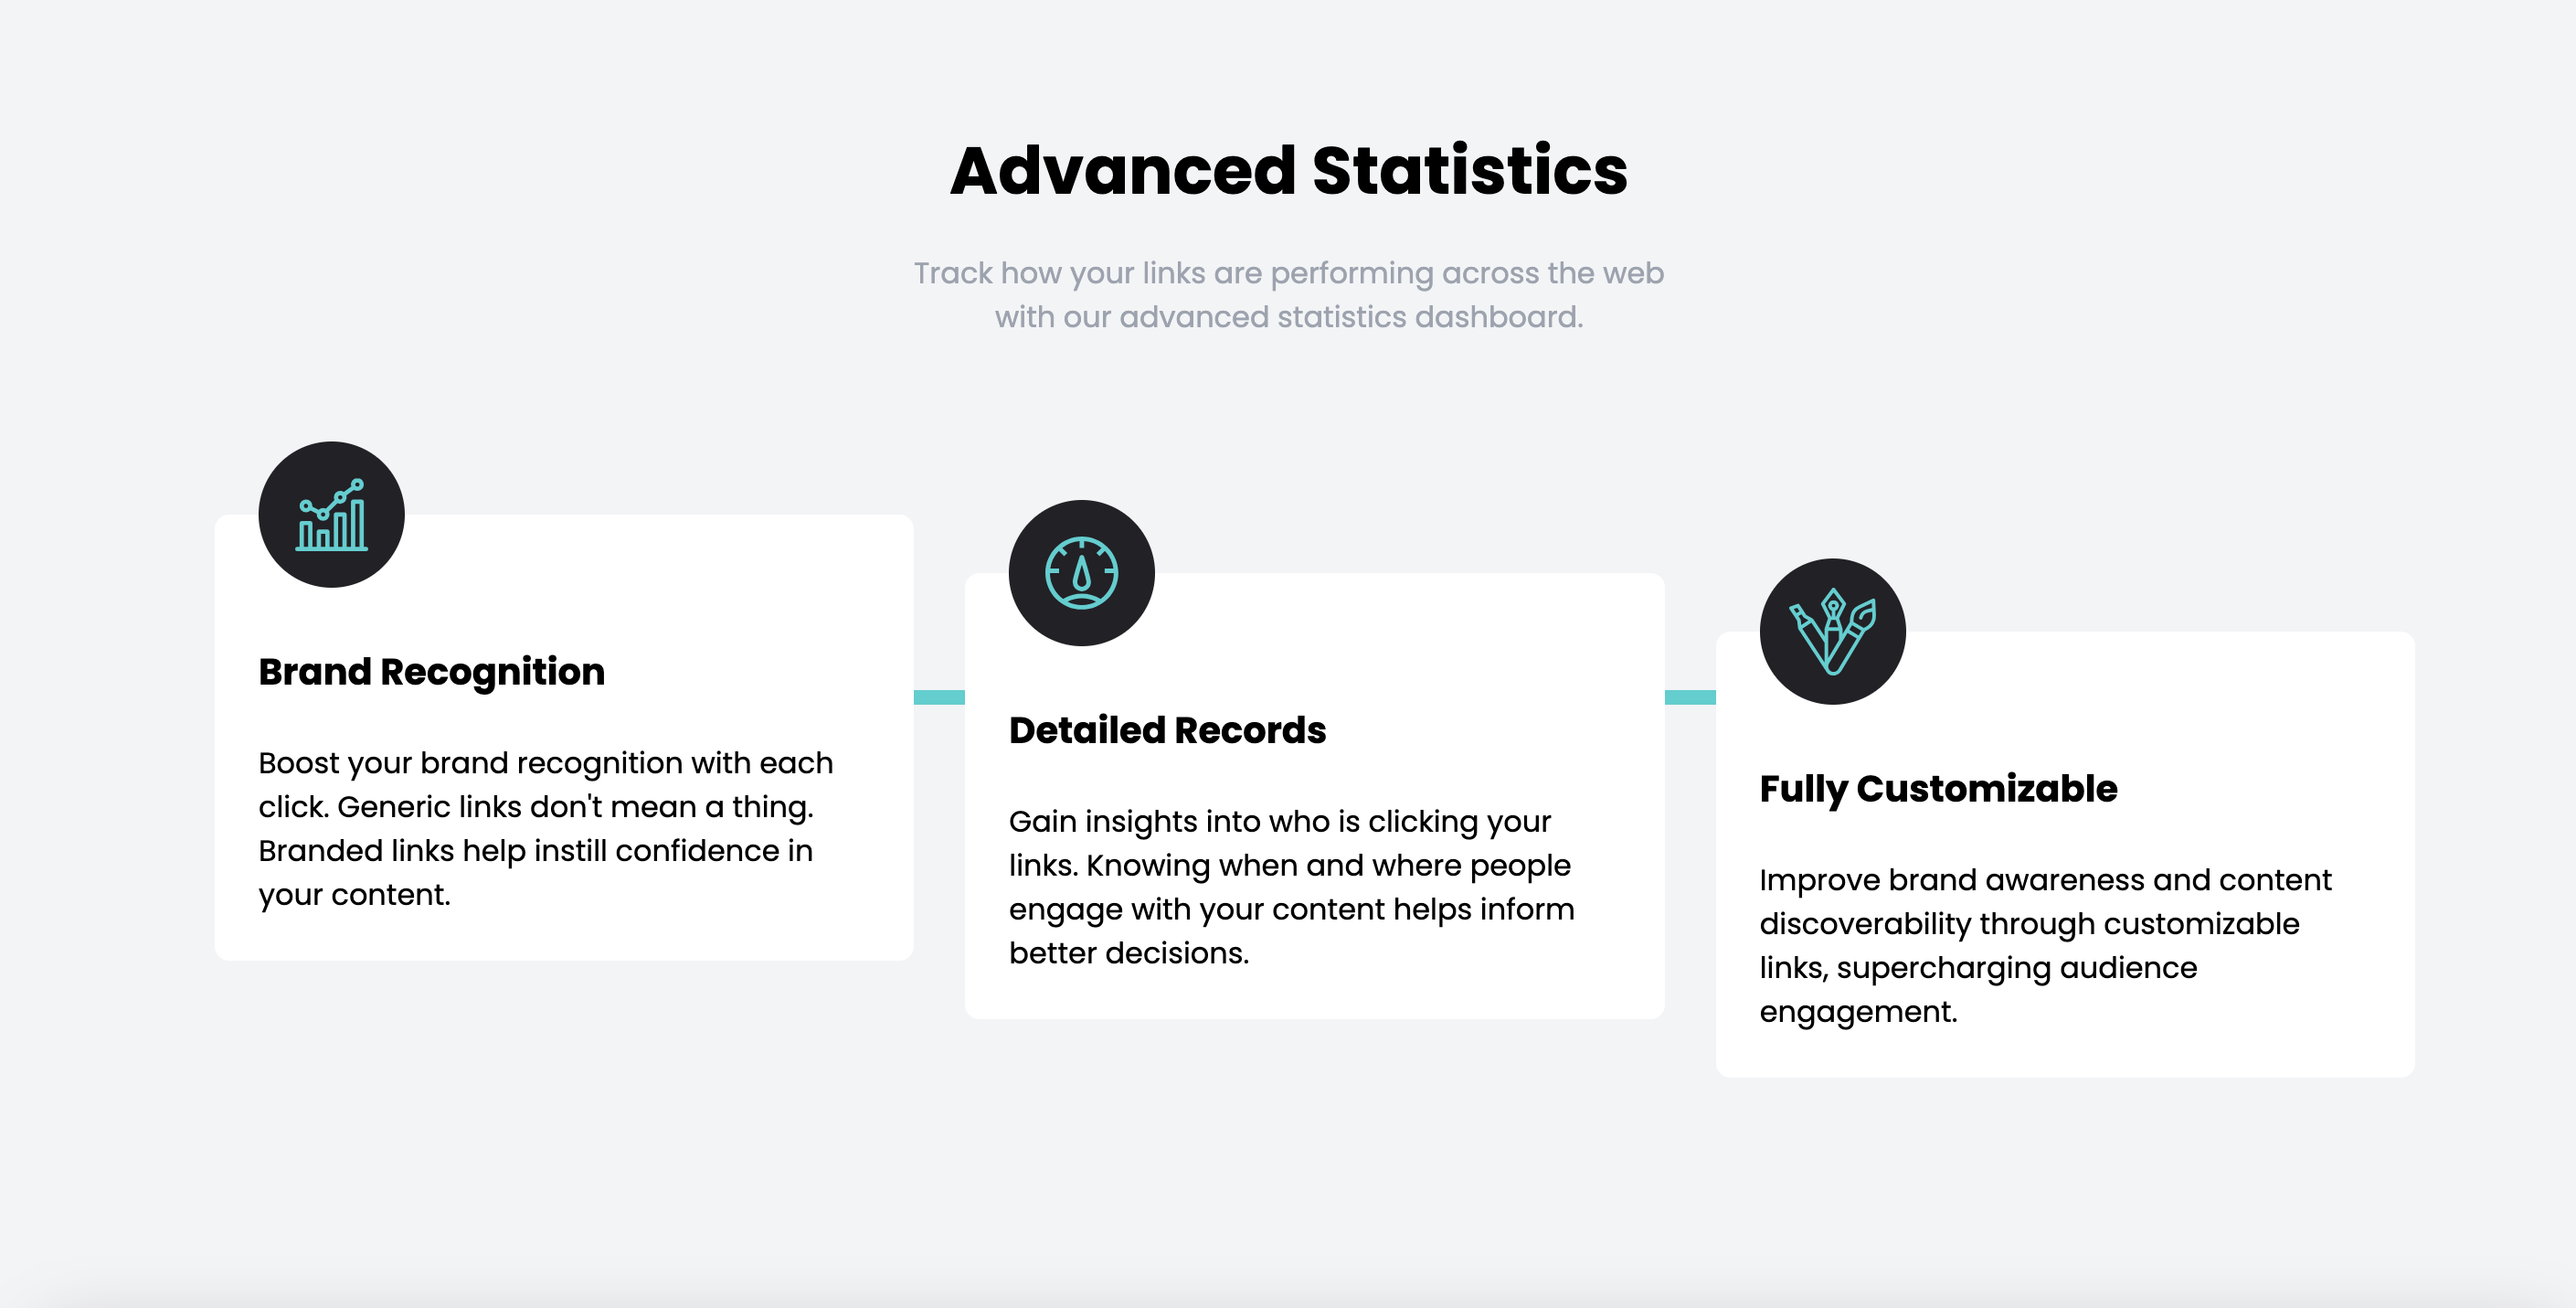 Advanced Statistics
Track how your links are performing across the web
with our advanced statistics dashboard.
Brand Recognition
Boost your brand recognition with each
click. Generic links don't mean a thing.
Branded links help instill confidence in
your content.
Detailed Records
Gain insights into who is clicking your
links. Knowing when and where people
engage with your content helps inform
better decisions.
Fully Customizable
Improve brand awareness and content
discoverability through customizable
links, supercharging audience
engagement.